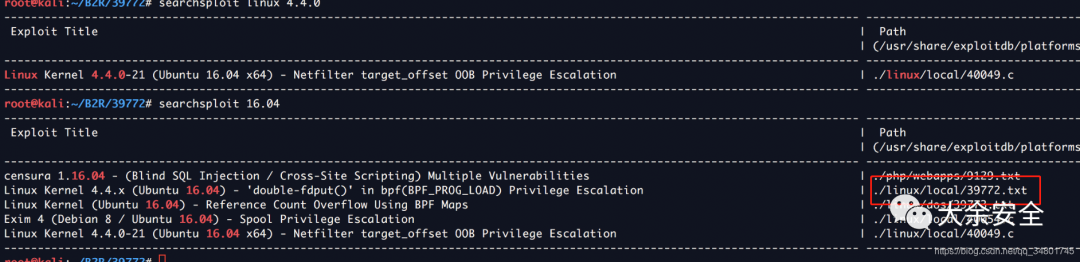 root@kali:~/B2R/39772# searchsploit linux 4.4.0
Exploit Title | Path
| (/usr/share/exploitdb/platforms
Linux Kernel 4.4.0-21 (Ubuntu 16.04 x64) - Netfilter target_offset OOB Privilege Escalation | ./linux/local/40049.c
root@kali:~/B2R/39772# searchsploit 16.04
Exploit Title | Path
| (/usr/share/exploitdb/platforms
censura 1.16.04 - (Blind SQL Injection / Cross-Site Scripting) Multiple Vulnerabilities | ./php/webapps/9129.txt
Linux Kernel 4.4.x (Ubuntu 16.04) - 'double-fdput()' in bpf(BPF_PROG_LOAD) Privilege Escalation | ./linux/local/39772.txt
Linux Kernel (Ubuntu 16.04) - Reference Count Overflow Using BPF Maps | ./linux/dos/39773.txt
Exim 4 (Debian 8 / Ubuntu 16.04) - Spool Privilege Escalation
Linux Kernel 4.4.0-21 (Ubuntu 16.04 x64) - Netfilter target_offset OOB Privilege Escalation | ./linux/local/40049.c
太余安全
root@kali:~/B2R/39772#
https://blog.csdn.net/qq_34801745